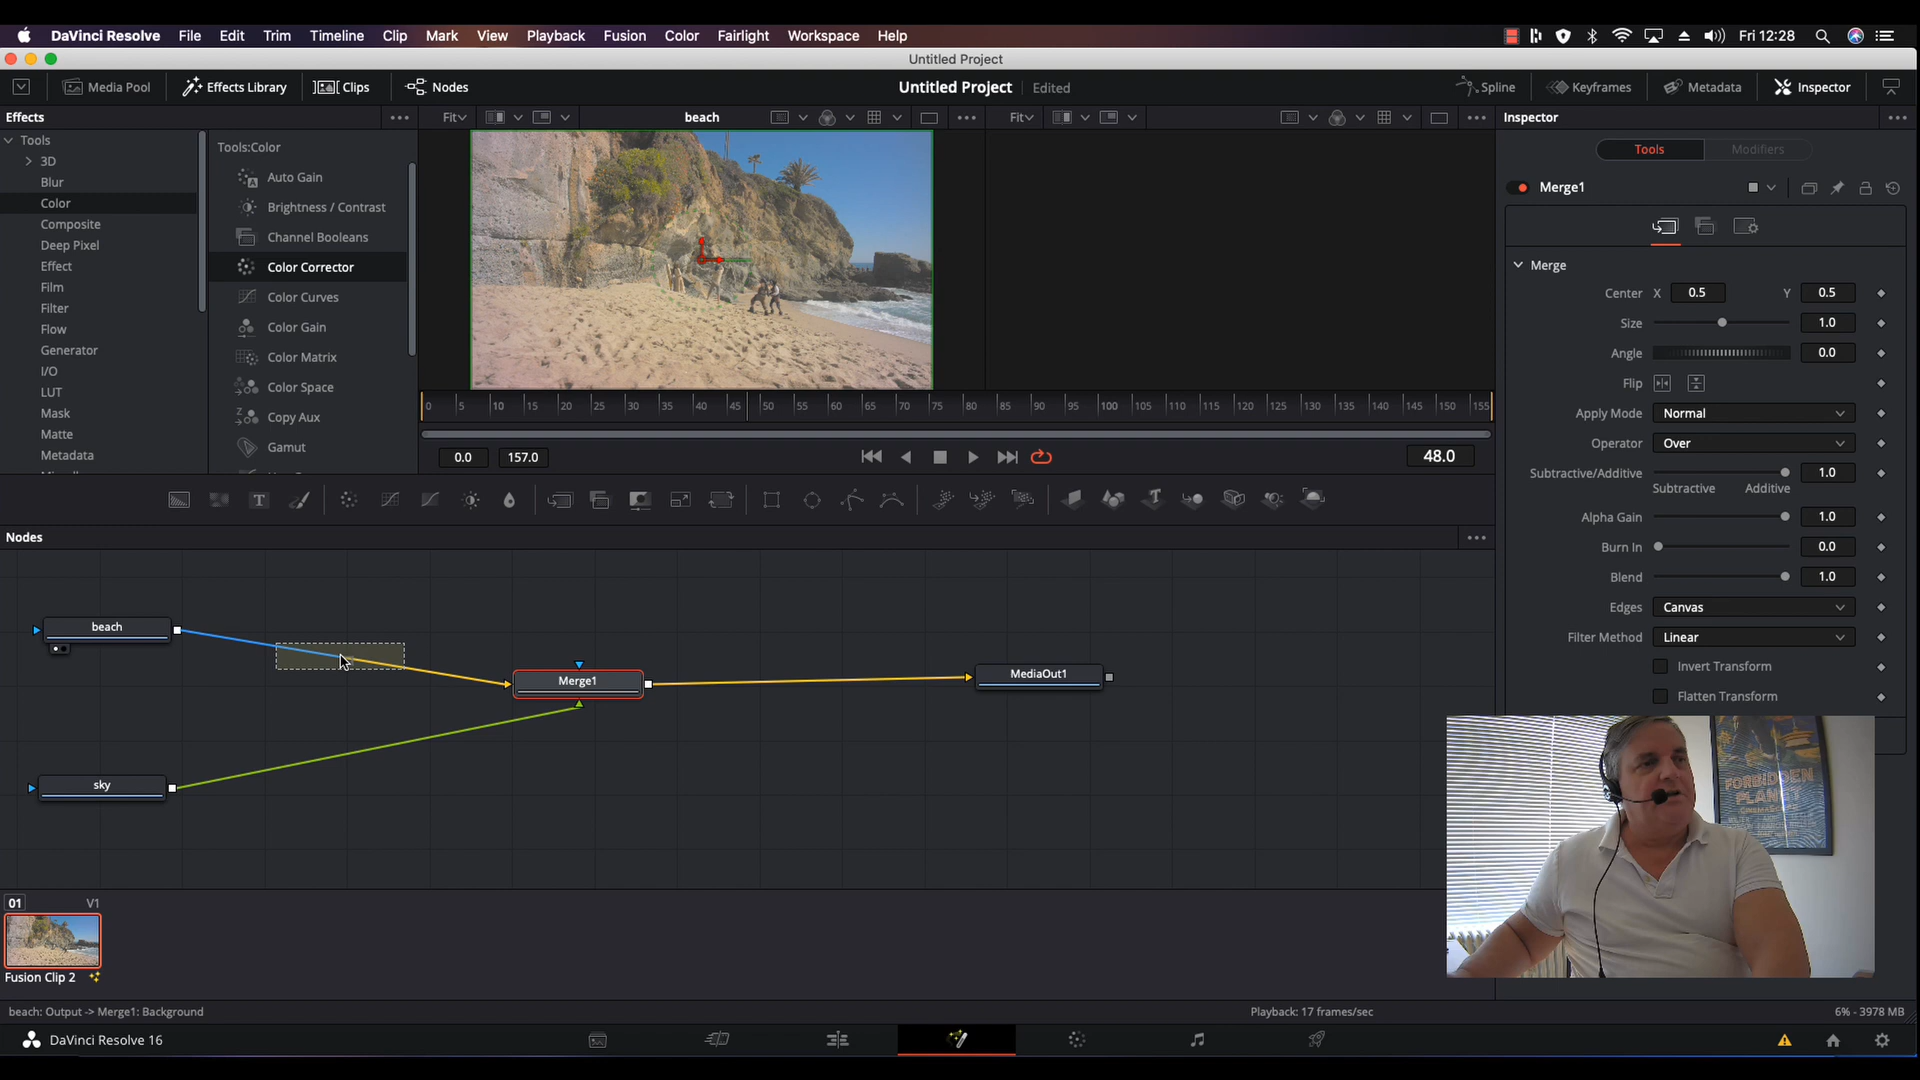 DaVinci Resolve File Edit Trim Timeline Clip Mark View Playback Fusion Color Fairlight Workspace Help Fri 12:28
Untitled Project
Media Pool Effects Library Clips Nodes Untitled Project Edited Spline Keyframes Metadata Inspector
Effects
Fit beach Fit
Inspector
Tools
3D
Blur
Color
Composite
Deep Pixel
Effect
Film
Filter
Flow
Generator
I/O
LUT
Mask
Matte
Metadata
Tools:Color
Auto Gain
Brightness / Contrast
Channel Booleans
Color Corrector
Color Curves
Color Gain
Color Matrix
Color Space
Copy Aux
Gamut
0 5 10 15 20 25 30 35 40 45 50 55 60 65 70 75 80 85 90 95 100 105 110 115 120 125 130 135 140 145 150 155
0.0 157.0 48.0
Tools Modifiers
Merge1
Merge
Center X 0.5 Y 0.5
Size 1.0
Angle 0.0
Flip
Apply Mode Normal
Operator Over
Subtractive/Additive 1.0
Subtractive Additive
Alpha Gain 1.0
Burn In 0.0
Blend 1.0
Edges Canvas
Filter Method Linear
Invert Transform
Flatten Transform
Nodes
beach
Merge1
MediaOut1
sky
FORBIDDEN
PLANET
01 V1
Fusion Clip 2
beach: Output -> Merge1: Background
Playback: 17 frames/sec
6% - 3978 MB
DaVinci Resolve 16